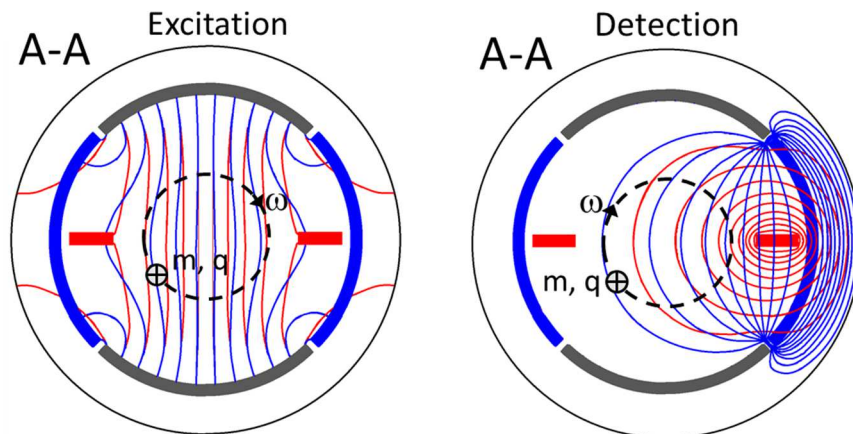 Excitation
A-A
ω
m, q
Detection
A-A
ω
m, q